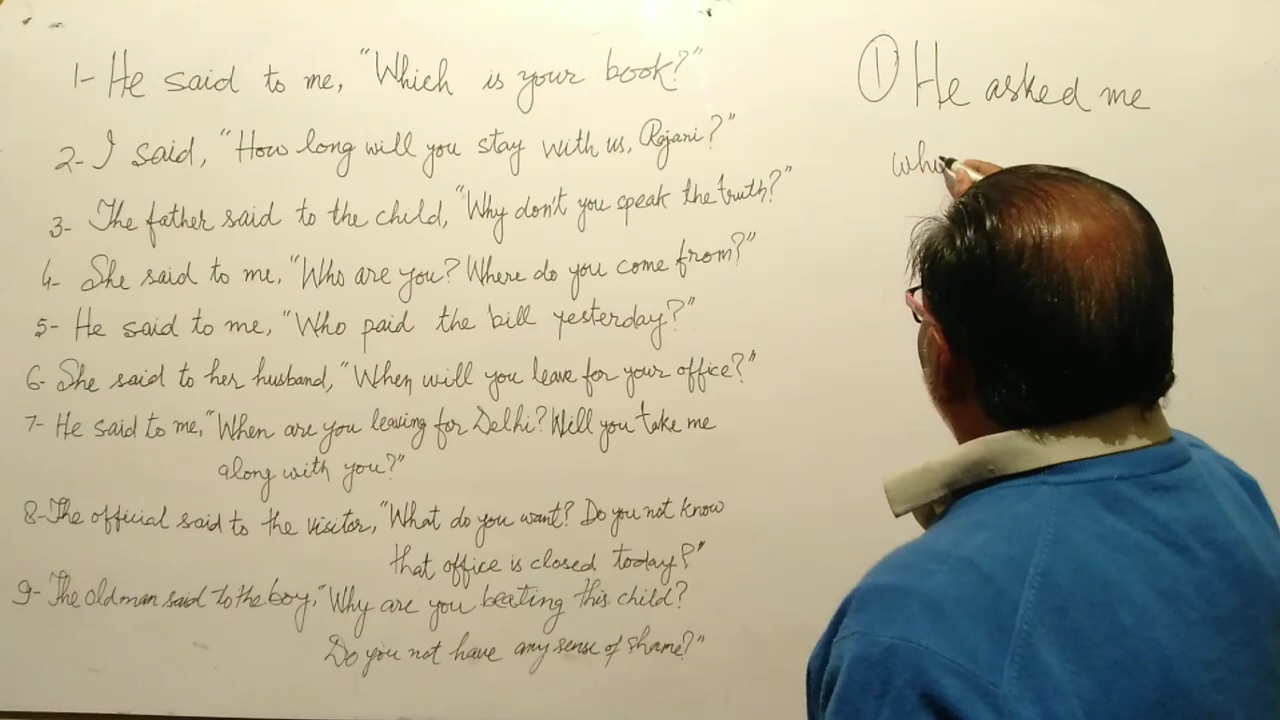 1- He said to me, "Which is your book?"
2- I said, "How long will you stay with us, Rajani?"
3- The father said to the child, "Why don't you speak the truth?"
4- She said to me, "Who are you? Where do you come from?"
5- He said to me, "Who paid the bill yesterday?"
6- She said to her husband, "When will you leave for your office?"
7- He said to me, "When are you leaving for Delhi? Will you take me
along with you?"
8- The official said to the visitor, "What do you want? Do you not know
that office is closed today?"
9- The old man said to the boy, "Why are you beating this child?
Do you not have any sense of shame?"
① He asked me
whi